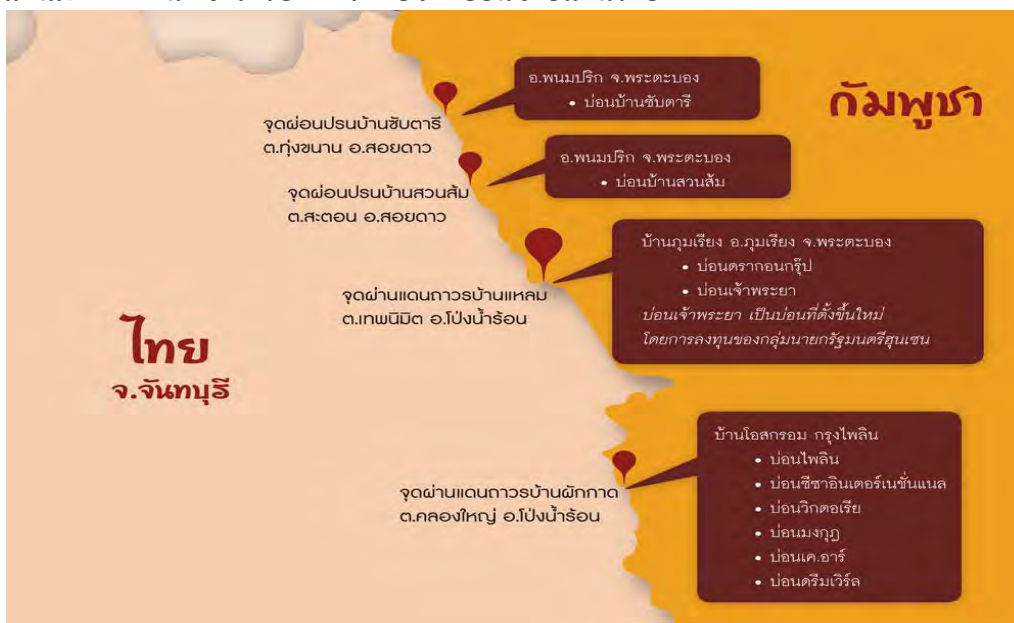 อ.พนมปริก จ.พระตะบอง
• บ่อนบ้านซับตารี
กัมพูชา
จุดผ่อนปรนบ้านซับตารี
ต.ทุ่งขนาน อ.สอยดาว
อ.พนมปริก จ.พระตะบอง
• บ่อนบ้านสวนส้ม
จุดผ่อนปรนบ้านสวนส้ม
ต.สะตอน อ.สอยดาว
บ้านภุมเรียง อ.ภุมเรียง จ.พระตะบอง
• บ่อนดรากอนกรุ๊ป
• บ่อนเจ้าพระยา
บ่อนเจ้าพระยา เป็นบ่อนที่ตั้งขึ้นใหม่
โดยการลงทุนของกลุ่มนายกรัฐมนตรีฮุนเซน
จุดผ่านแดนถาวรบ้านแหลม
ต.เทพนิมิต อ.โป่งน้ำร้อน
ไทย
จ.จันทบุรี
บ้านโอสกรอม กรุงไพลิน
• บ่อนไพลิน
• บ่อนซีซาอินเตอร์เนชั่นแนล
• บ่อนวิกตอเรีย
• บ่อนมงกุฎ
• บ่อนเค.อาร์
• บ่อนดรีมเวิร์ล
จุดผ่านแดนถาวรบ้านผักกาด
ต.คลองใหญ่ อ.โป่งน้ำร้อน